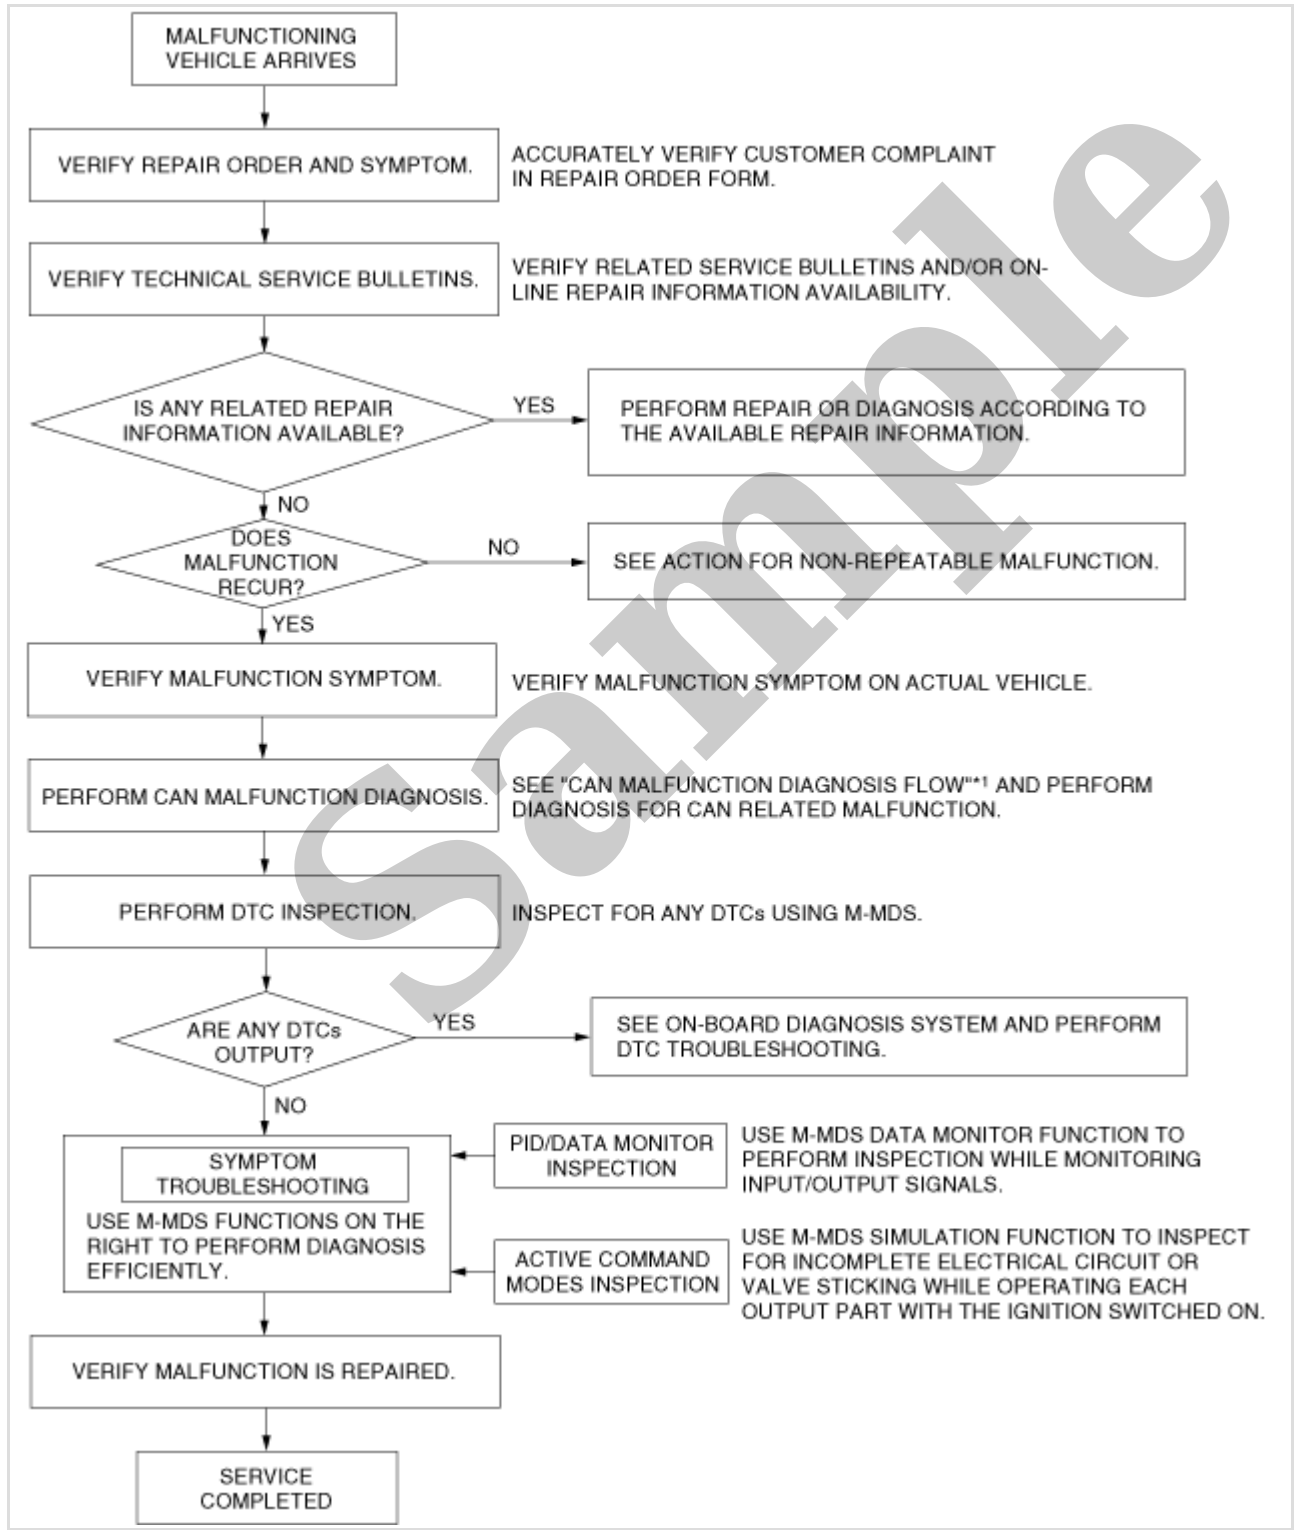 MALFUNCTIONING
VEHICLE ARRIVES
VERIFY REPAIR ORDER AND SYMPTOM.
ACCURATELY VERIFY CUSTOMER COMPLAINT
IN REPAIR ORDER FORM.
VERIFY TECHNICAL SERVICE BULLETINS.
VERIFY RELATED SERVICE BULLETINS AND/OR ON-
LINE REPAIR INFORMATION AVAILABILITY.
IS ANY RELATED REPAIR
INFORMATION AVAILABLE?
YES
PERFORM REPAIR OR DIAGNOSIS ACCORDING TO
THE AVAILABLE REPAIR INFORMATION.
NO
DOES
MALFUNCTION
RECUR?
NO
SEE ACTION FOR NON-REPEATABLE MALFUNCTION.
YES
VERIFY MALFUNCTION SYMPTOM.
VERIFY MALFUNCTION SYMPTOM ON ACTUAL VEHICLE.
PERFORM CAN MALFUNCTION DIAGNOSIS.
SEE "CAN MALFUNCTION DIAGNOSIS FLOW"*1 AND PERFORM
DIAGNOSIS FOR CAN RELATED MALFUNCTION.
PERFORM DTC INSPECTION.
INSPECT FOR ANY DTCs USING M-MDS.
ARE ANY DTCs
OUTPUT?
YES
SEE ON-BOARD DIAGNOSIS SYSTEM AND PERFORM
DTC TROUBLESHOOTING.
NO
SYMPTOM
TROUBLESHOOTING
USE M-MDS FUNCTIONS ON THE
RIGHT TO PERFORM DIAGNOSIS
EFFICIENTLY.
PID/DATA MONITOR
INSPECTION
USE M-MDS DATA MONITOR FUNCTION TO
PERFORM INSPECTION WHILE MONITORING
INPUT/OUTPUT SIGNALS.
ACTIVE COMMAND
MODES INSPECTION
USE M-MDS SIMULATION FUNCTION TO INSPECT
FOR INCOMPLETE ELECTRICAL CIRCUIT OR
VALVE STICKING WHILE OPERATING EACH
OUTPUT PART WITH THE IGNITION SWITCHED ON.
VERIFY MALFUNCTION IS REPAIRED.
SERVICE
COMPLETED
Sample